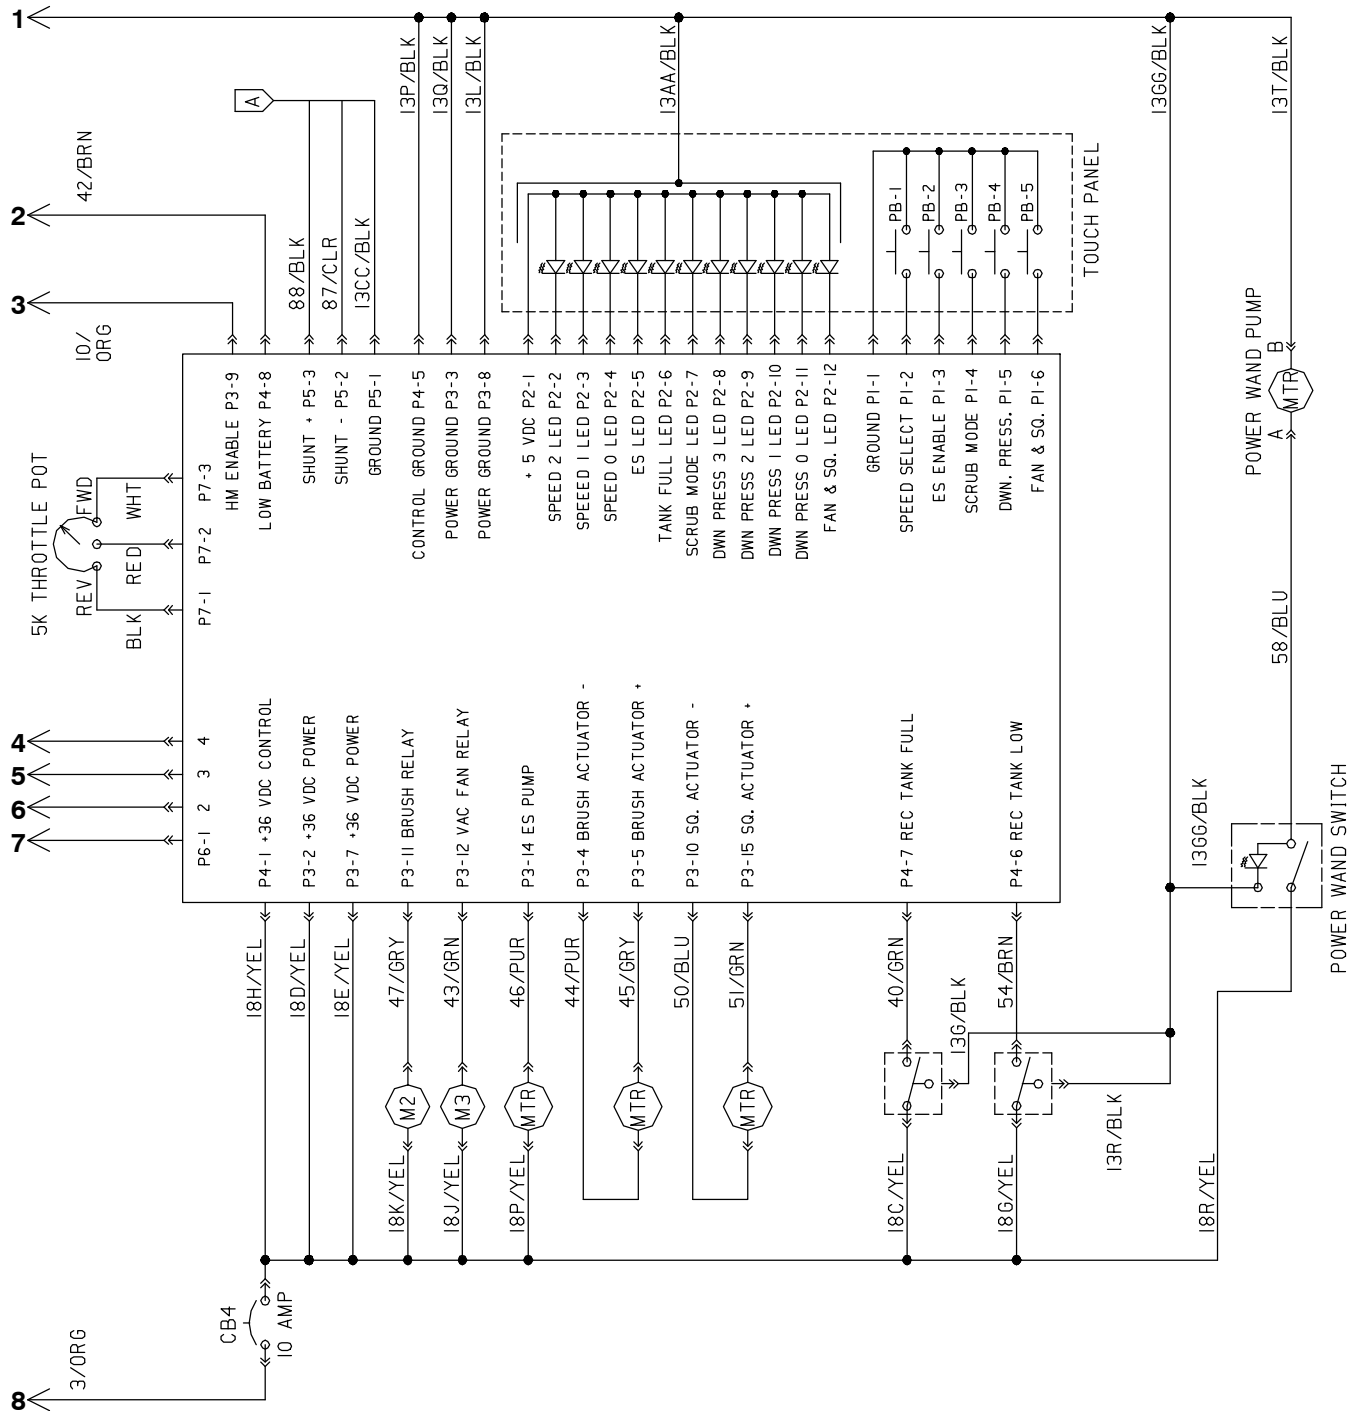 1
2
3
4
5
6
7
8
42/BRN
10/
ORG
88/BLK
87/CLR
13CC/BLK
A
13P/BLK
13Q/BLK
13L/BLK
13AA/BLK
13GG/BLK
13T/BLK
TOUCH PANEL
PB-1
PB-2
PB-3
PB-4
PB-5
HM ENABLE P3-9
LOW BATTERY P4-8
SHUNT + P5-3
SHUNT - P5-2
GROUND P5-1
CONTROL GROUND P4-5
POWER GROUND P3-3
POWER GROUND P3-8
+ 5 VDC P2-1
SPEED 2 LED P2-2
SPEED 1 LED P2-3
SPEED 0 LED P2-4
ES LED P2-5
TANK FULL LED P2-6
SCRUB MODE LED P2-7
DWN PRESS 3 LED P2-8
DWN PRESS 2 LED P2-9
DWN PRESS 1 LED P2-10
DWN PRESS 0 LED P2-11
FAN & SQ. LED P2-12
GROUND P1-1
SPEED SELECT P1-2
ES ENABLE P1-3
SCRUB MODE P1-4
DWN. PRESS. P1-5
FAN & SQ. P1-6
5K THROTTLE POT
FWD
REV
WHT
RED
BLK
P7-3
P7-2
P7-1
4
3
2
P6-1
POWER WAND PUMP
B
MTR
A
58/BLU
P4-1 +36 VDC CONTROL
P3-2 +36 VDC POWER
P3-7 +36 VDC POWER
P3-11 BRUSH RELAY
P3-12 VAC FAN RELAY
P3-14 ES PUMP
P3-4 BRUSH ACTUATOR -
P3-5 BRUSH ACTUATOR +
P3-10 SQ. ACTUATOR -
P3-15 SQ. ACTUATOR +
P4-7 REC TANK FULL
P4-6 REC TANK LOW
13GG/BLK
POWER WAND SWITCH
18H/YEL
18D/YEL
18E/YEL
47/GRY
43/GRN
46/PUR
44/PUR
45/GRY
50/BLU
51/GRN
40/GRN
13G/BLK
54/BRN
M2
M3
MTR
MTR
MTR
13R/BLK
18K/YEL
18J/YEL
18P/YEL
18C/YEL
18G/YEL
18R/YEL
CB4
10 AMP
3/ORG